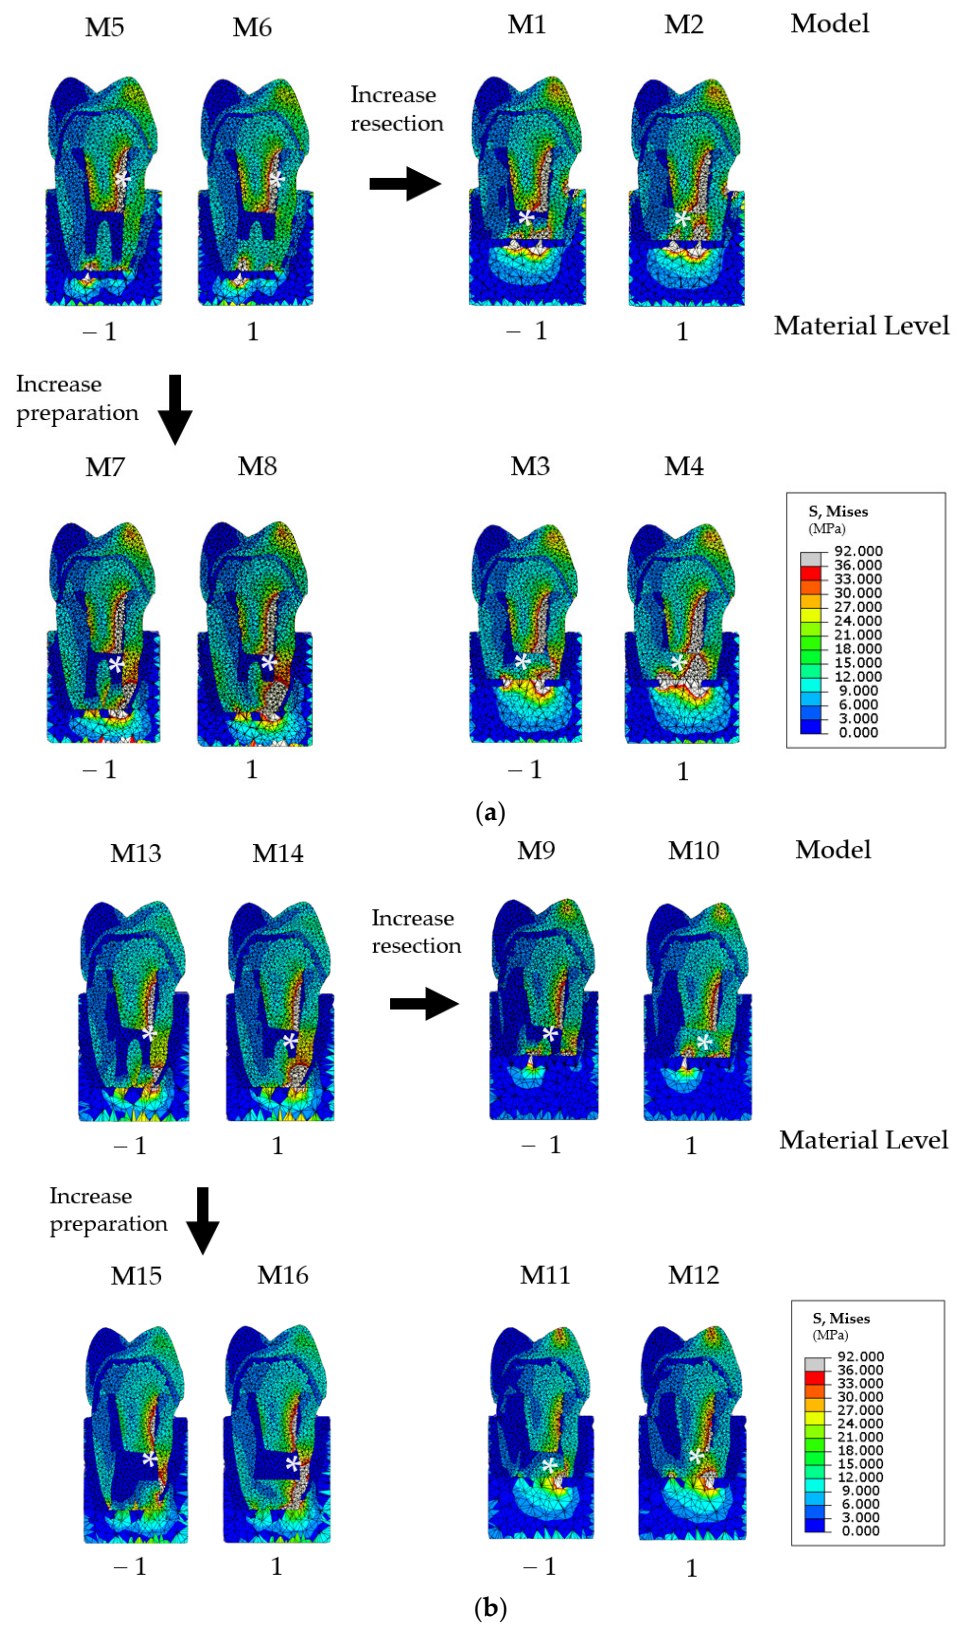 M5 M6 M1 M2 Model
Increase
resection
– 1 1 – 1 1 Material Level
Increase
preparation
M7 M8 M3 M4
S, Mises
(MPa)
92.000
36.000
33.000
30.000
27.000
24.000
21.000
18.000
15.000
12.000
9.000
6.000
3.000
0.000
– 1 1 – 1 1
(a)
M13 M14 M9 M10 Model
Increase
resection
– 1 1 – 1 1 Material Level
Increase
preparation
M15 M16 M11 M12
S, Mises
(MPa)
92.000
36.000
33.000
30.000
27.000
24.000
21.000
18.000
15.000
12.000
9.000
6.000
3.000
0.000
– 1 1 – 1 1
(b)